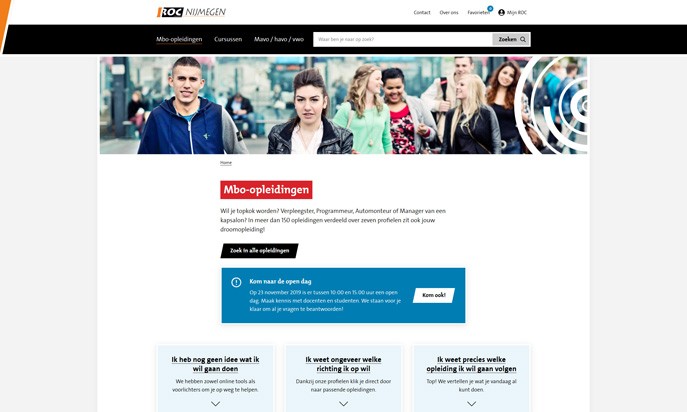 ROC NIJMEGEN
Contact
Over ons
Favorieten
0
Mijn ROC
Mbo-opleidingen
Cursussen
Mavo / havo / vwo
Waar ben je naar op zoek?
Zoeken
Home
Mbo-opleidingen
Wil je topkok worden? Verpleegster, Programmeur, Automonteur of Manager van een
kapsalon? In meer dan 150 opleidingen verdeeld over zeven profielen zit ook jouw
droomopleiding!
Zoek in alle opleidingen
Kom naar de open dag
Op 23 november 2019 is er tussen 10.00 en 15.00 uur een open
dag. Maak kennis met docenten en studenten. We staan voor je
klaar om al je vragen te beantwoorden!
Kom ook!
Ik heb nog geen idee wat ik
wil gaan doen
We hebben zowel online tools als
voorlichters om je op weg te helpen.
Ik weet ongeveer welke
richting ik op wil
Dankzij onze profielen klik je direct door
naar passende opleidingen.
Ik weet precies welke
opleiding ik wil gaan volgen
Top! We vertellen je wat je vandaag al
kunt doen.